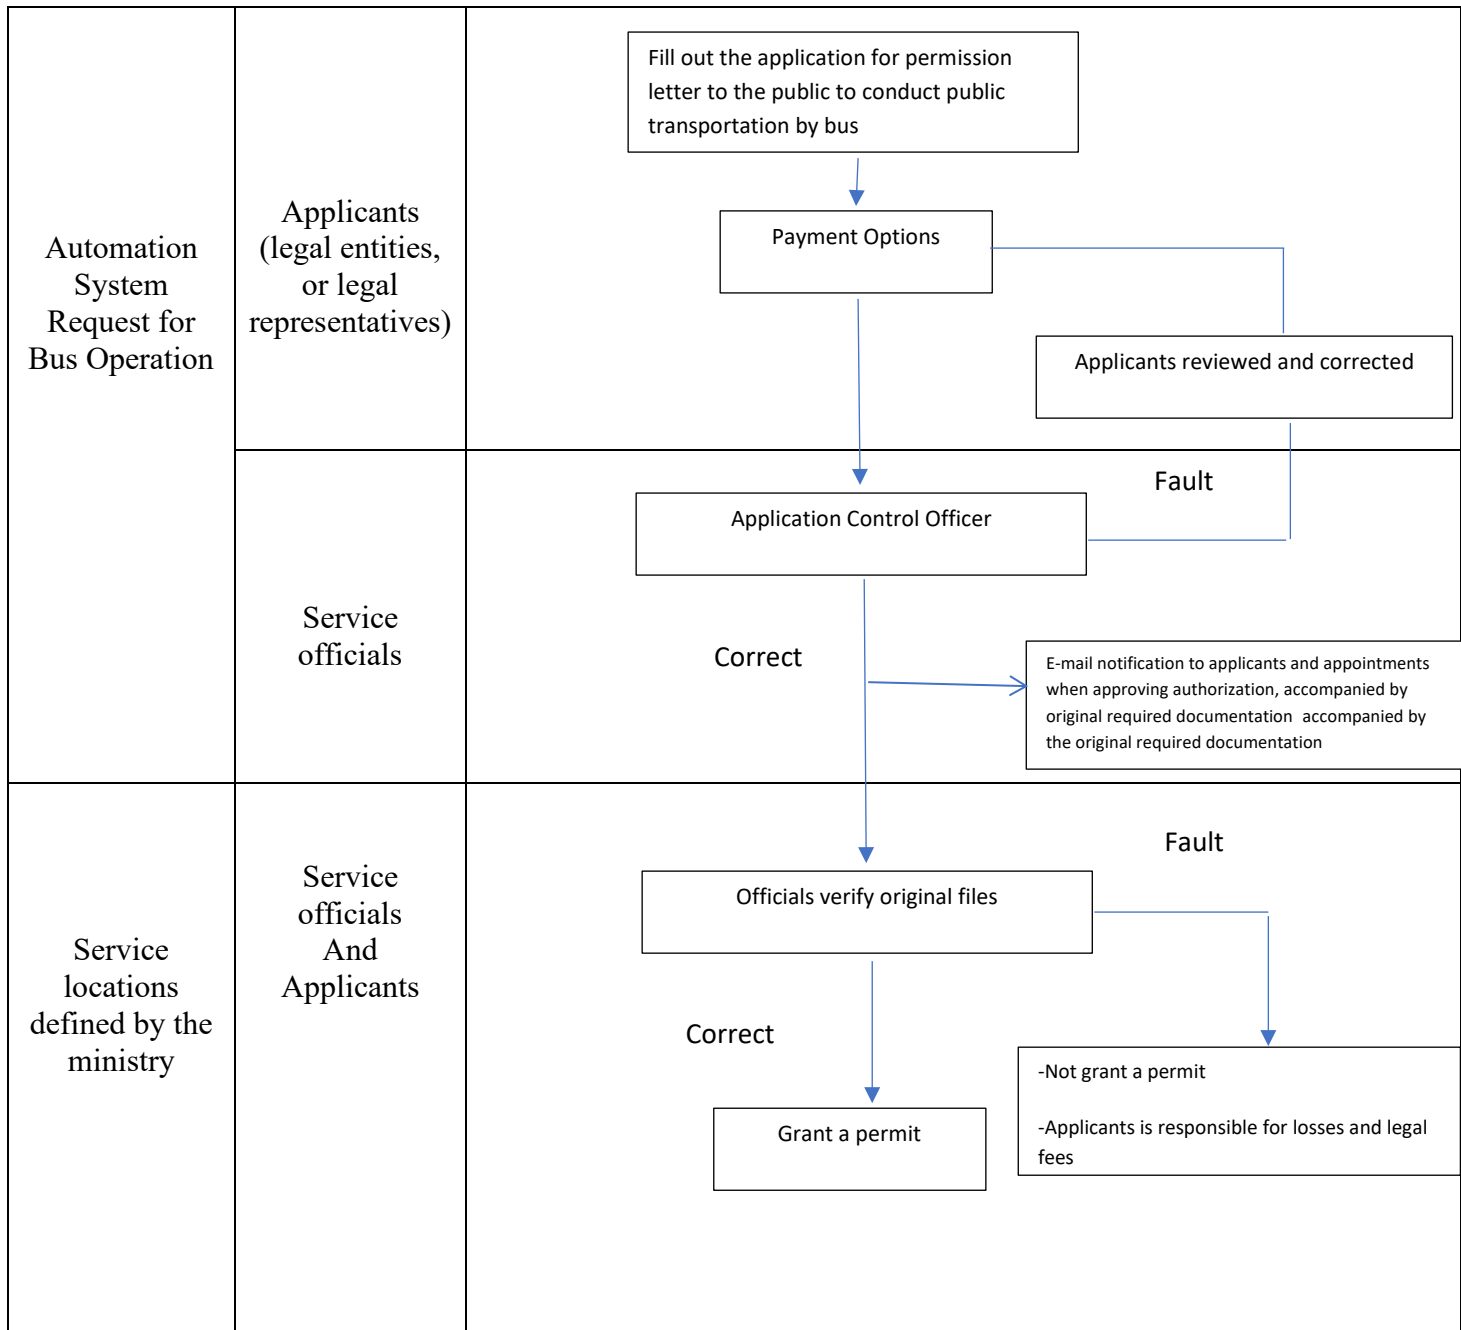 Automation
System
Request for
Bus Operation
Applicants
(legal entities,
or legal
representatives)
Fill out the application for permission
letter to the public to conduct public
transportation by bus
Payment Options
Applicants reviewed and corrected
Service
officials
Fault
Application Control Officer
Correct
E-mail notification to applicants and appointments
when approving authorization, accompanied by
original required documentation  accompanied by
the original required documentation
Service
locations
defined by the
ministry
Service
officials
And
Applicants
Fault
Officials verify original files
Correct
-Not grant a permit
-Applicants is responsible for losses and legal
fees
Grant a permit